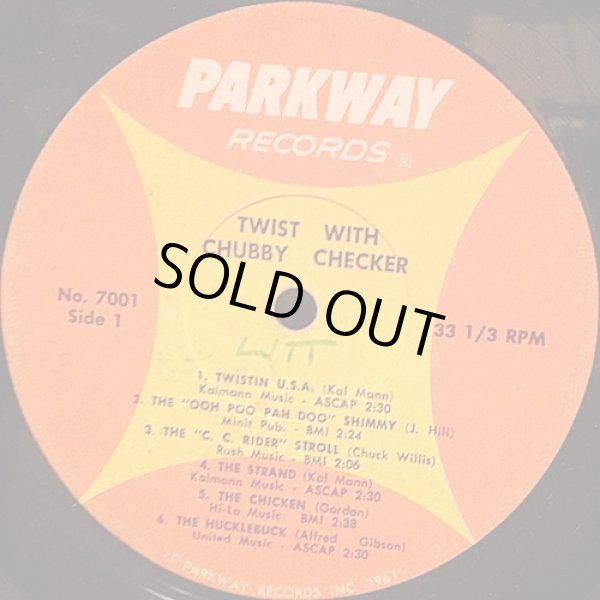 PARKWAY
RECORDS ®
TWIST WITH
CHUBBY CHECKER
SOLD OUT
No. 7001
Side 1
33 1/3 RPM
1. TWISTIN U.S.A. (Kal Mann)
Kalmann Music - ASCAP 2:30
2. THE "OOH POO PAH DOO" SHIMMY (J. Hill)
Minit Pub. - BMI 2:24
3. THE "C. C. RIDER" STROLL (Chuck Willis)
Rush Music - BMI 2:06
4. THE STRAND (Kal Mann)
Kalmann Music - ASCAP 2:30
5. THE CHICKEN (Gordon)
Hi-Lo Music BMI 2:38
6. THE HUCKLEBUCK (Alfred Gibson)
United Music - ASCAP 2:30
© PARKWAY RECORDS INC. 1961